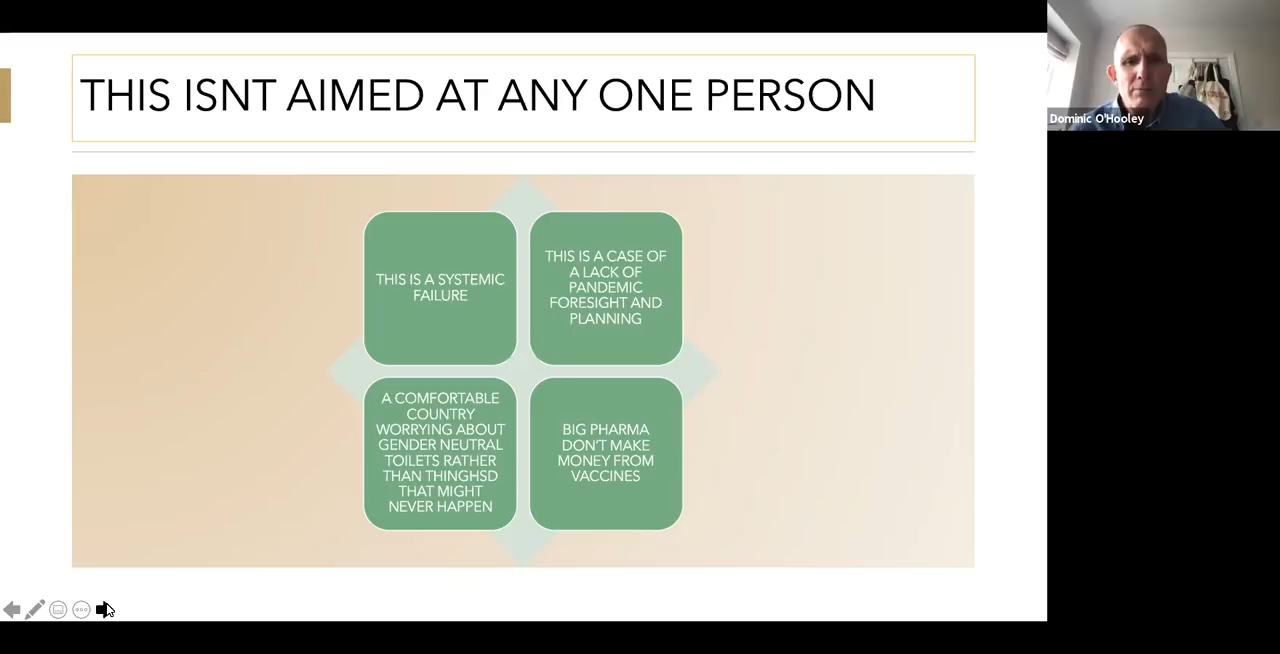 THIS ISNT AIMED AT ANY ONE PERSON
Dominic O'Hooley
THIS IS A SYSTEMIC
FAILURE
THIS IS A CASE OF
A LACK OF
PANDEMIC
FORESIGHT AND
PLANNING
A COMFORTABLE
COUNTRY
WORRYING ABOUT
GENDER NEUTRAL
TOILETS RATHER
THAN THINGHSD
THAT MIGHT
NEVER HAPPEN
BIG PHARMA
DON'T MAKE
MONEY FROM
VACCINES